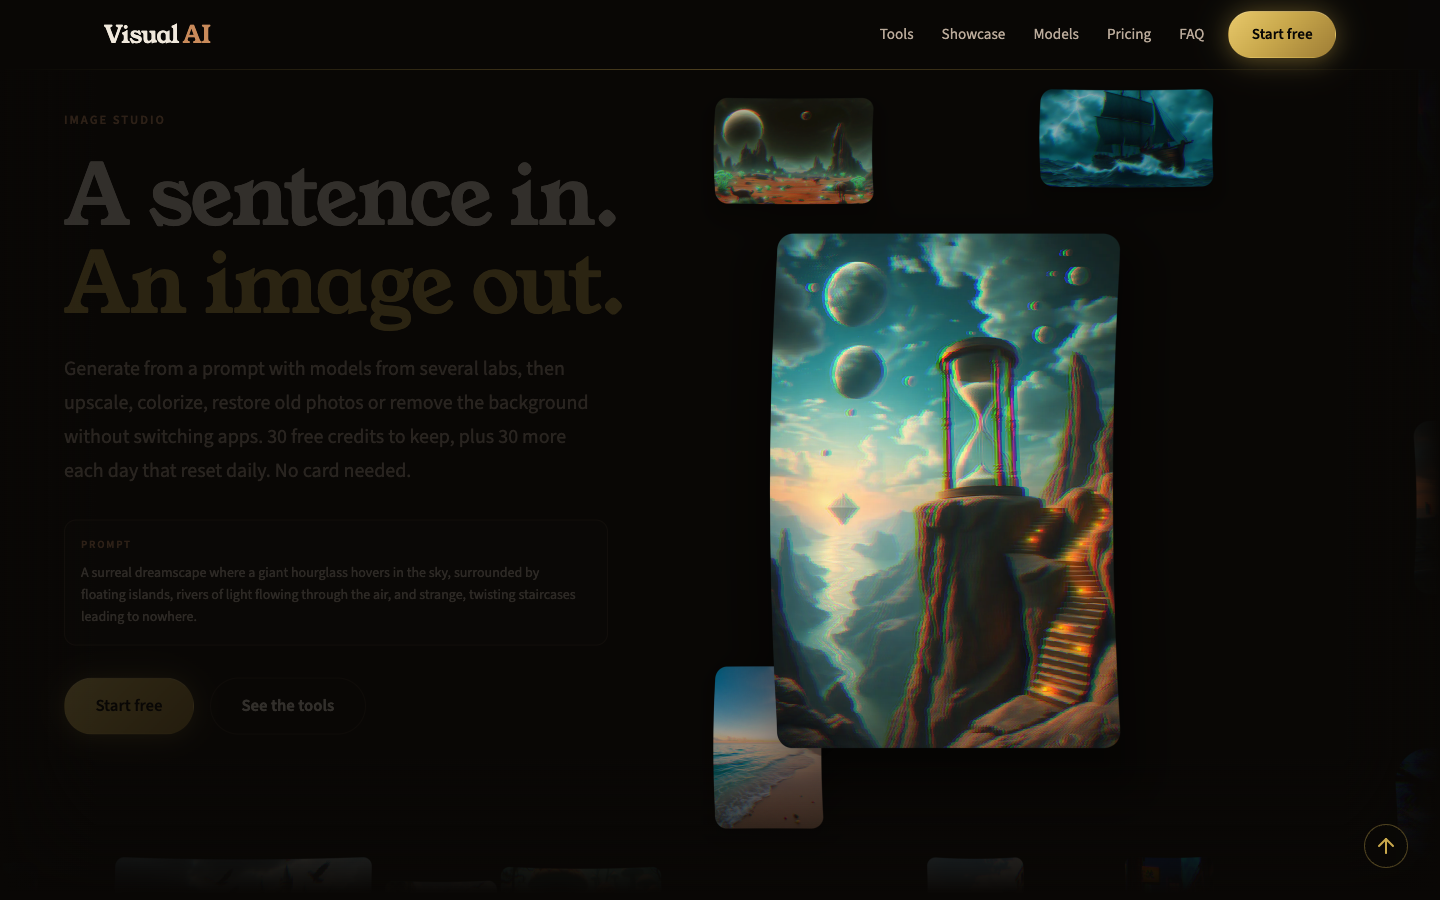 Visual AI
Tools
Showcase
Models
Pricing
FAQ
Start free
IMAGE STUDIO
A sentence in.
An image out.
Generate from a prompt with models from several labs, then
upscale, colorize, restore old photos or remove the background
without switching apps. 30 free credits to keep, plus 30 more
each day that reset daily. No card needed.
PROMPT
A surreal dreamscape where a giant hourglass hovers in the sky, surrounded by
floating islands, rivers of light flowing through the air, and strange, twisting staircases
leading to nowhere.
Start free
See the tools